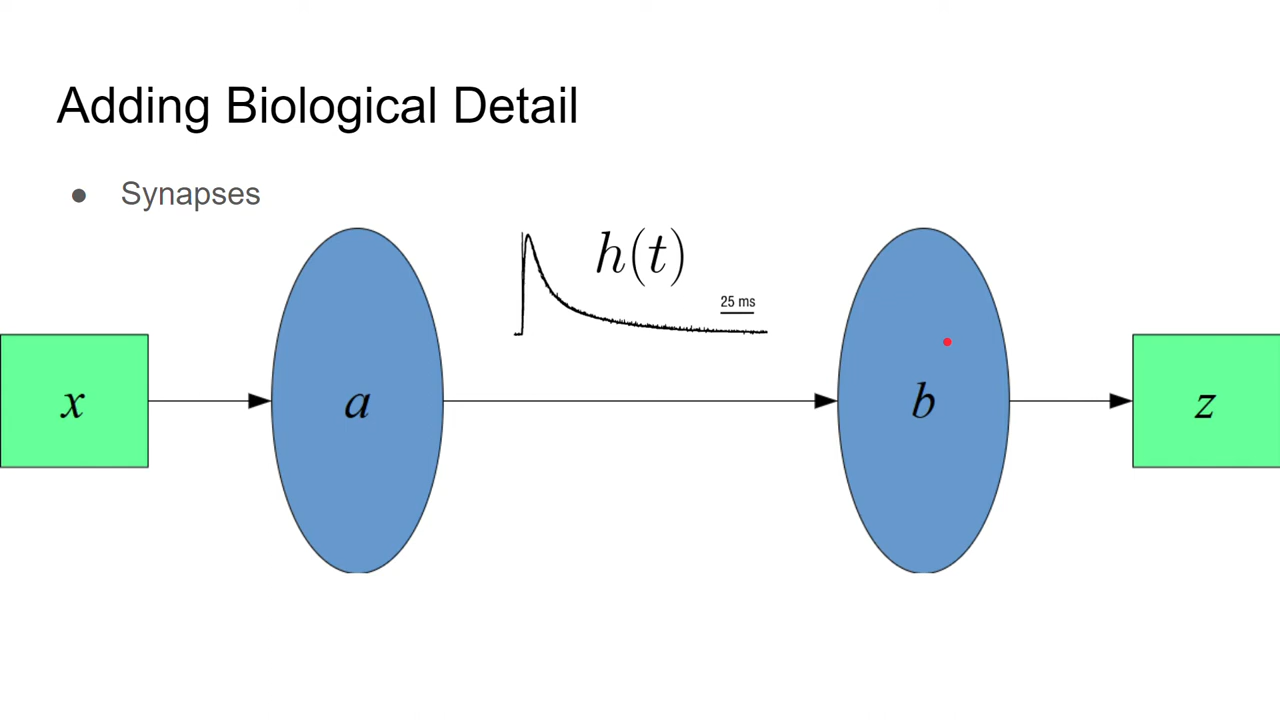 Adding Biological Detail
● Synapses
h(t)
25 ms
x
a
b
z